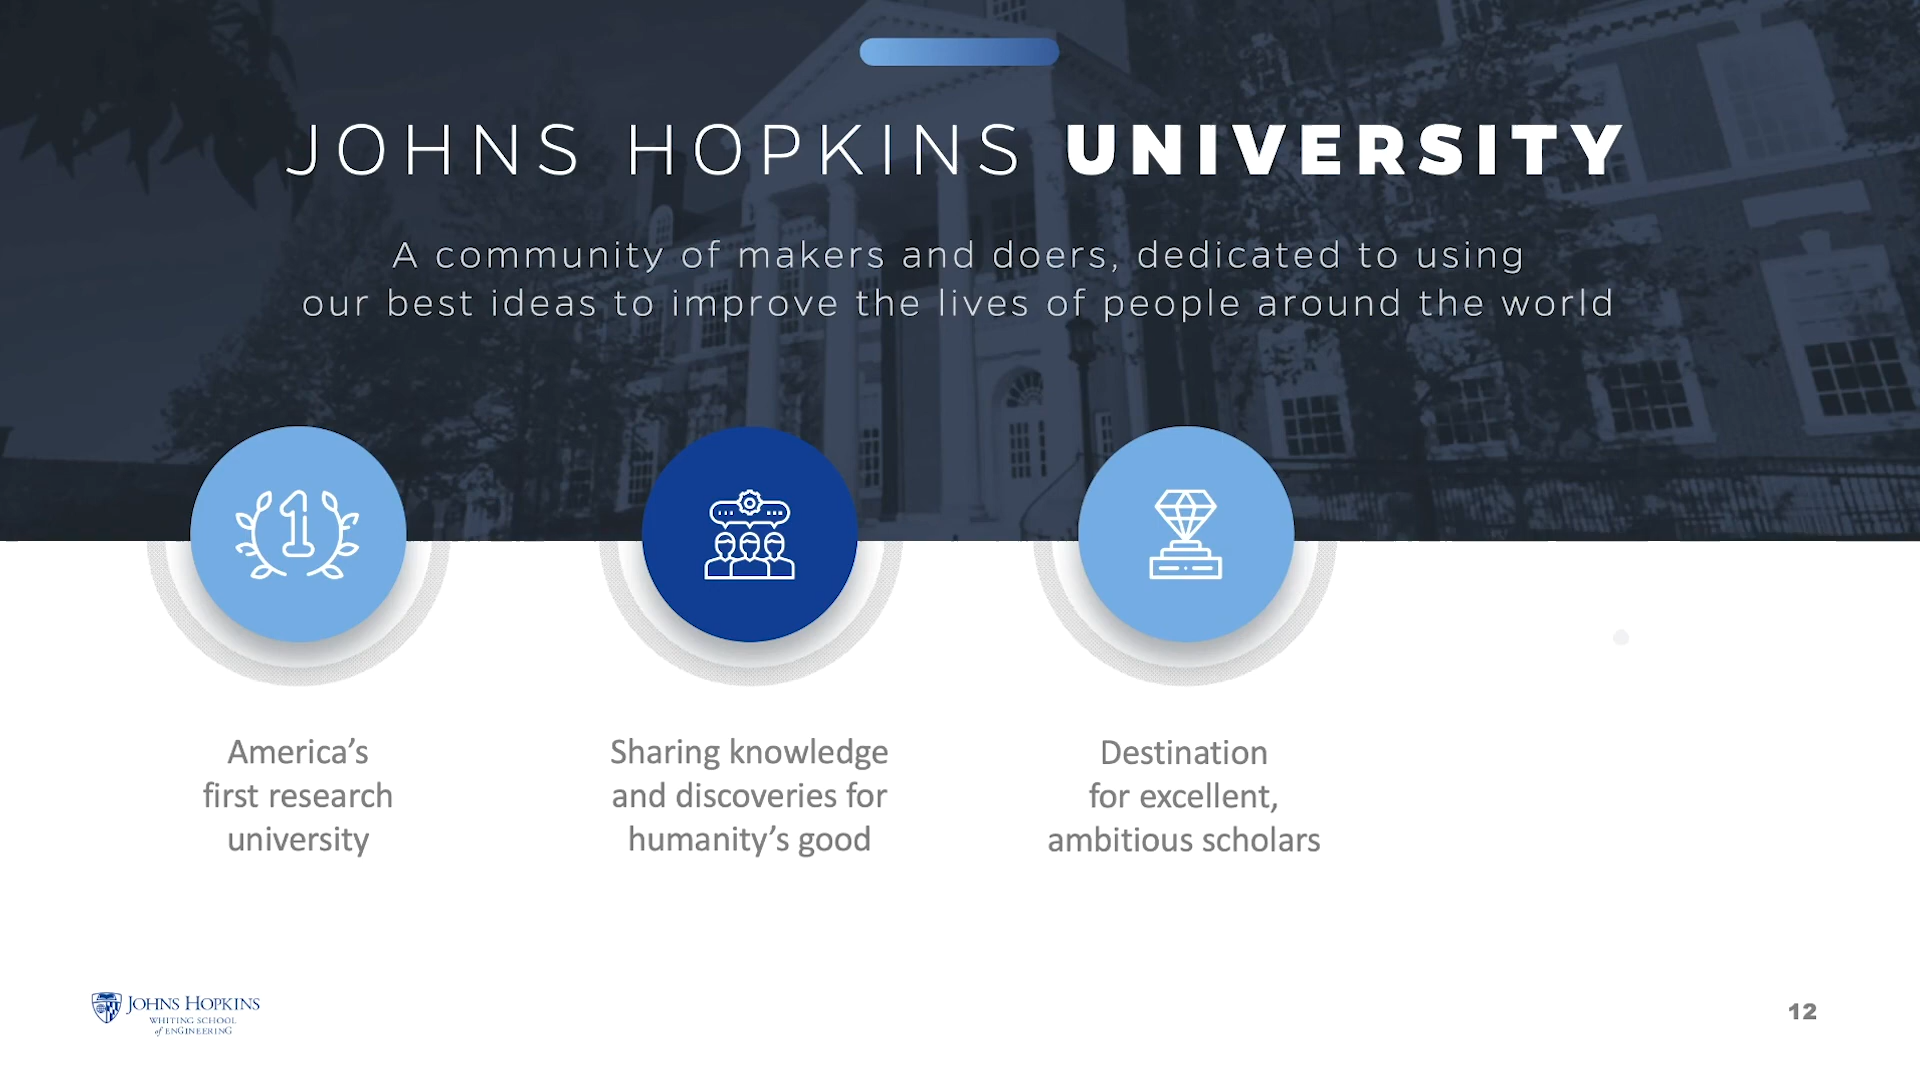 JOHNS HOPKINS UNIVERSITY
A community of makers and doers, dedicated to using
our best ideas to improve the lives of people around the world
1
America’s
first research
university
Sharing knowledge
and discoveries for
humanity’s good
Destination
for excellent,
ambitious scholars
JOHNS HOPKINS
WHITING SCHOOL
of ENGINEERING
12